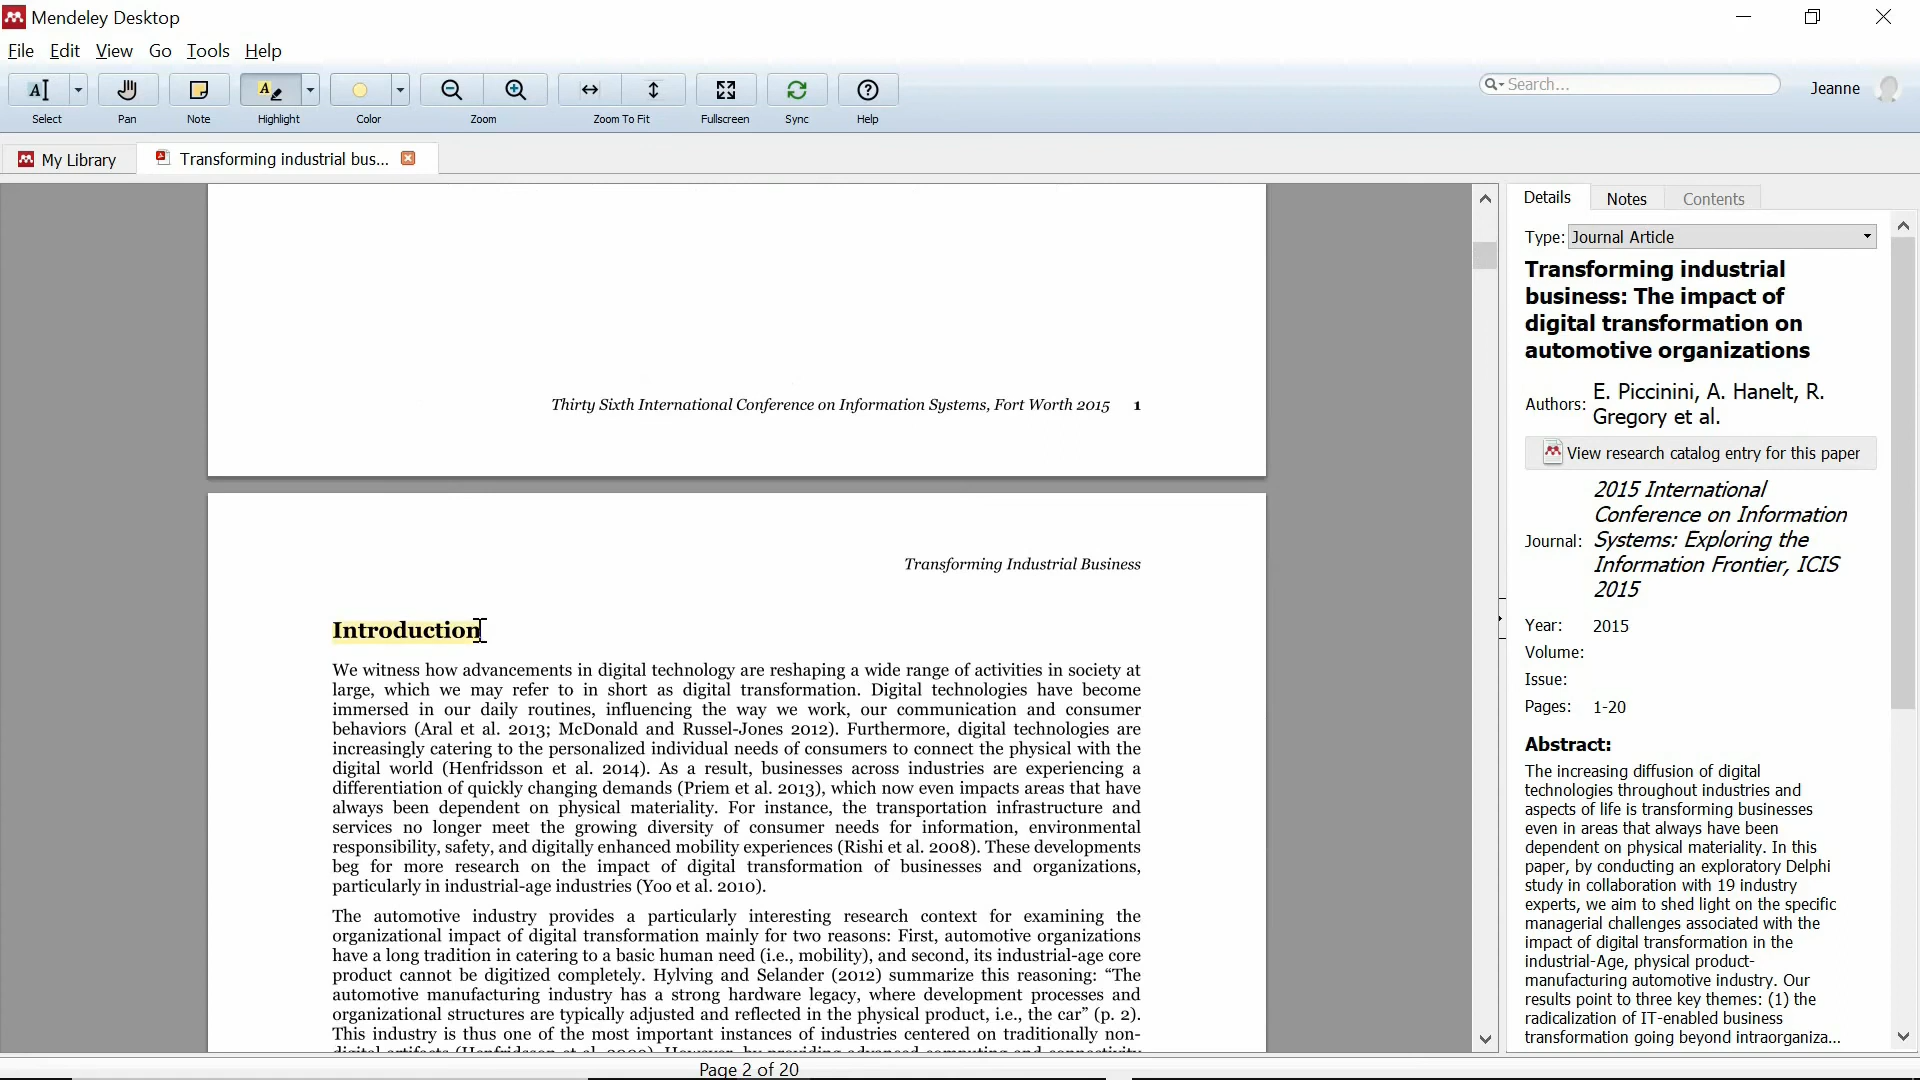 Mendeley Desktop
File Edit View Go Tools Help
Search...
Jeanne
Select Pan Note Highlight Color Zoom Zoom To Fit Fullscreen Sync Help
My Library
Transforming industrial bus...
Thirty Sixth International Conference on Information Systems, Fort Worth 2015 1
Transforming Industrial Business
Introduction
We witness how advancements in digital technology are reshaping a wide range of activities in society at
large, which we may refer to in short as digital transformation. Digital technologies have become
immersed in our daily routines, influencing the way we work, our communication and consumer
behaviors (Aral et al. 2013; McDonald and Russel-Jones 2012). Furthermore, digital technologies are
increasingly catering to the personalized individual needs of consumers to connect the physical with the
digital world (Henfridsson et al. 2014). As a result, businesses across industries are experiencing a
differentiation of quickly changing demands (Priem et al. 2013), which now even impacts areas that have
always been dependent on physical materiality. For instance, the transportation infrastructure and
services no longer meet the growing diversity of consumer needs for information, environmental
responsibility, safety, and digitally enhanced mobility experiences (Rishi et al. 2008). These developments
beg for more research on the impact of digital transformation of businesses and organizations,
particularly in industrial-age industries (Yoo et al. 2010).
The automotive industry provides a particularly interesting research context for examining the
organizational impact of digital transformation mainly for two reasons: First, automotive organizations
have a long tradition in catering to a basic human need (i.e., mobility), and second, its industrial-age core
product cannot be digitized completely. Hylving and Selander (2012) summarize this reasoning: “The
automotive manufacturing industry has a strong hardware legacy, where development processes and
organizational structures are typically adjusted and reflected in the physical product, i.e., the car” (p. 2).
This industry is thus one of the most important instances of industries centered on traditionally non-
Page 2 of 20
Details Notes Contents
Type: Journal Article
Transforming industrial
business: The impact of
digital transformation on
automotive organizations
Authors: E. Piccinini, A. Hanelt, R.
Gregory et al.
View research catalog entry for this paper
2015 International
Conference on Information
Journal: Systems: Exploring the
Information Frontier, ICIS
2015
Year: 2015
Volume:
Issue:
Pages: 1-20
Abstract:
The increasing diffusion of digital
technologies throughout industries and
aspects of life is transforming businesses
even in areas that always have been
dependent on physical materiality. In this
paper, by conducting an exploratory Delphi
study in collaboration with 19 industry
experts, we aim to shed light on the specific
managerial challenges associated with the
impact of digital transformation in the
industrial-Age, physical product-
manufacturing automotive industry. Our
results point to three key themes: (1) the
radicalization of IT-enabled business
transformation going beyond intraorganiza...